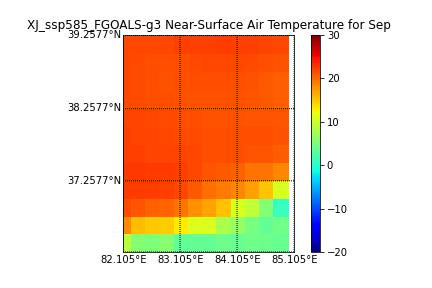 XJ_ssp585_FGOALS-g3 Near-Surface Air Temperature for Sep
39.2577°N
38.2577°N
37.2577°N
82.105°E 83.105°E 84.105°E 85.105°E
30
20
10
0
−10
−20